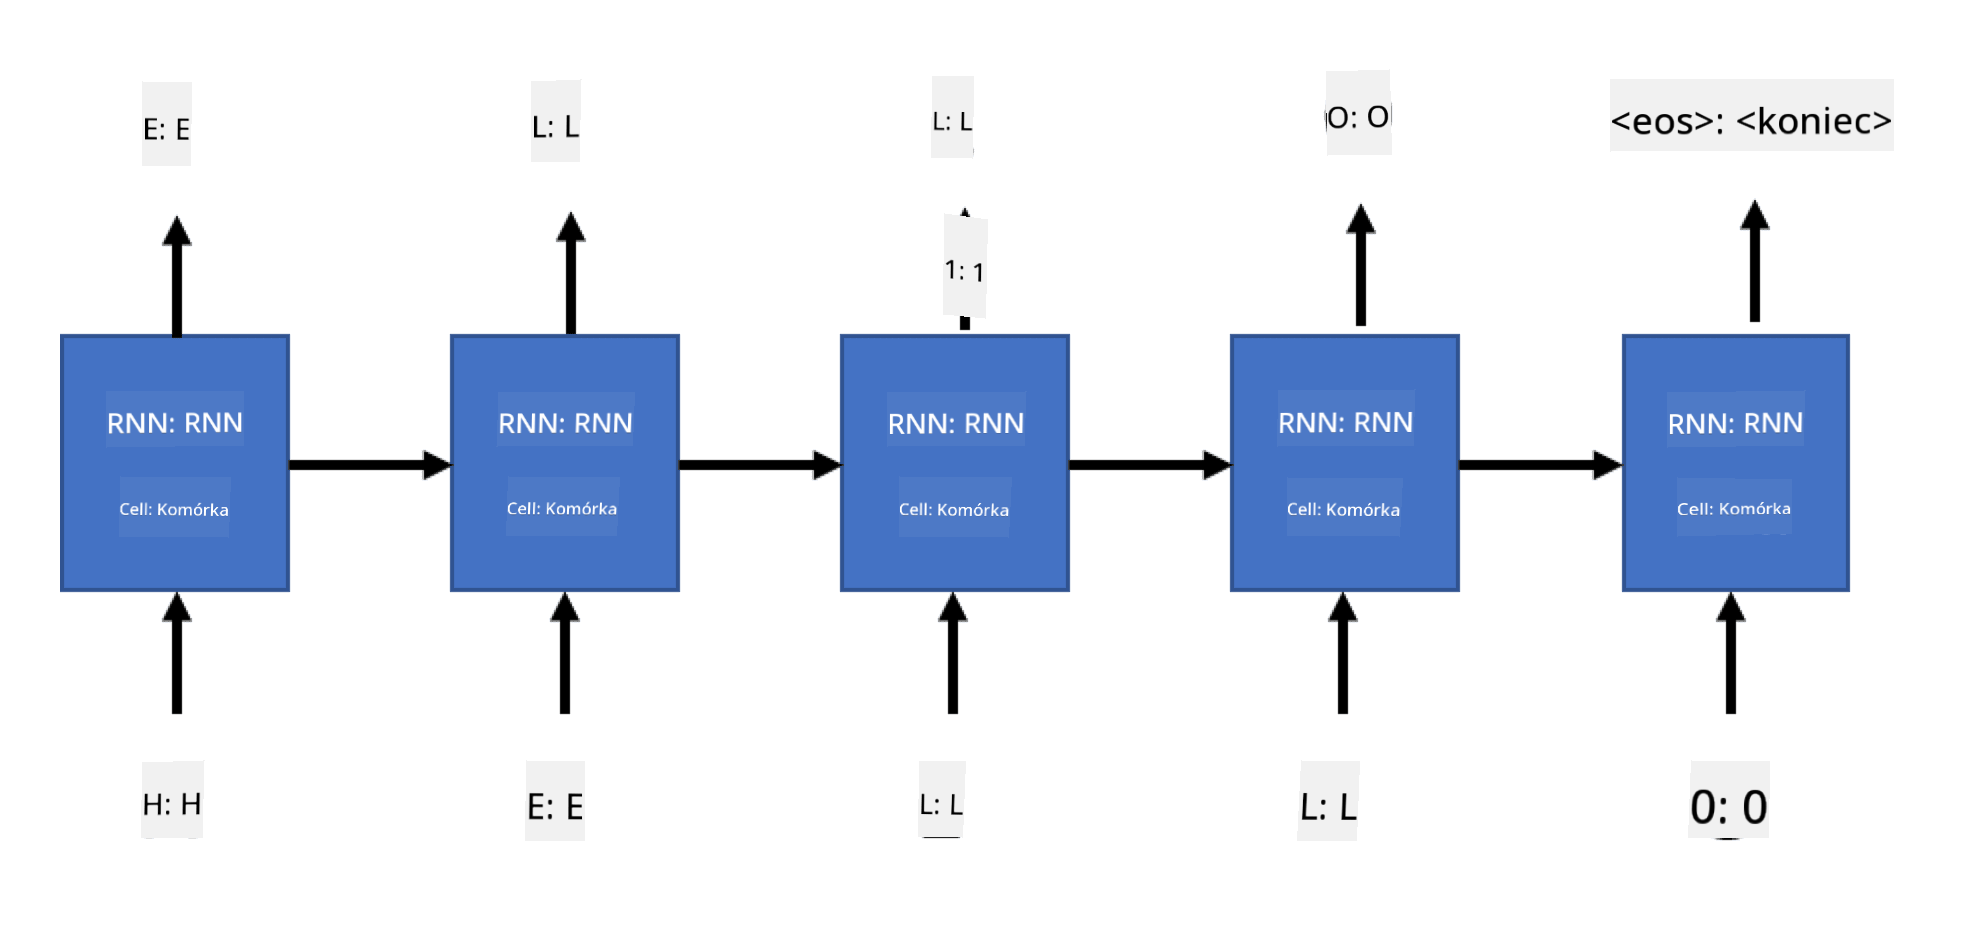 E: E
L: L
L: L
O: O
<eos>: <koniec>
1: 1
RNN: RNN
Cell: Komórka
RNN: RNN
Cell: Komórka
RNN: RNN
Cell: Komórka
RNN: RNN
Cell: Komórka
RNN: RNN
Cell: Komórka
H: H
E: E
L: L
L: L
0: 0